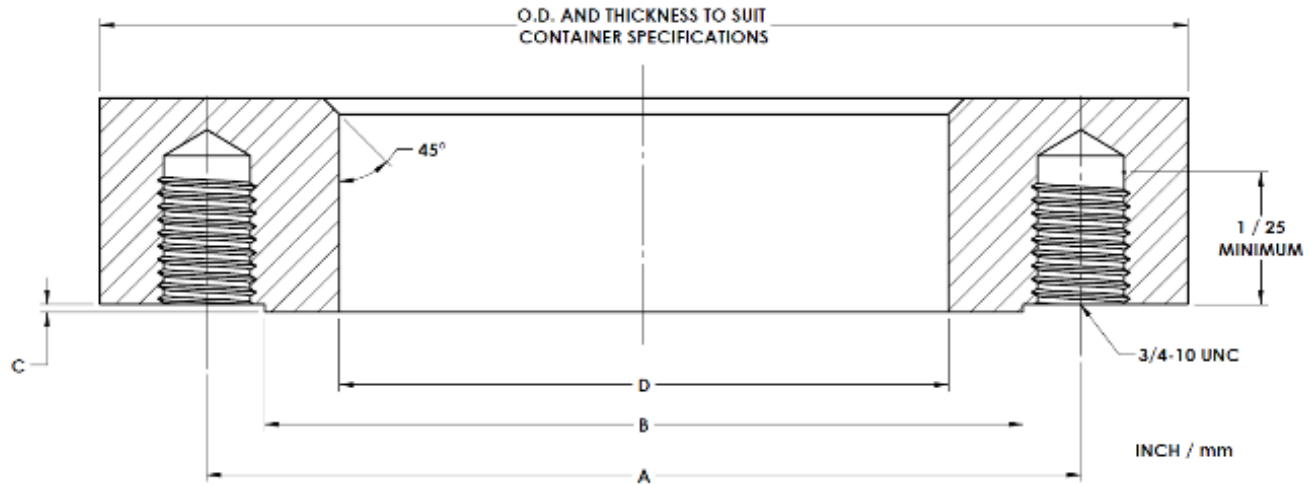 O.D. AND THICKNESS TO SUIT
CONTAINER SPECIFICATIONS
45°
1 / 25
MINIMUM
C
3/4-10 UNC
D
B
INCH / mm
A